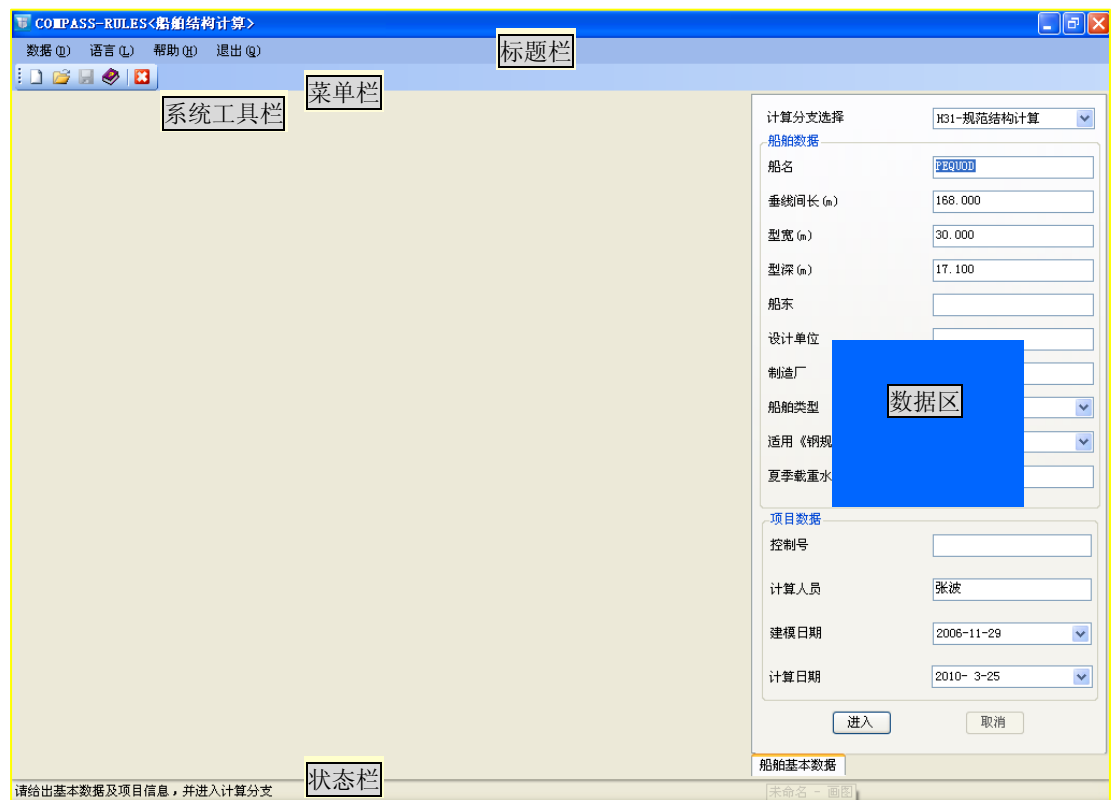 COMPASS-RULES<船舶结构计算>
数据(D) 语言(L) 帮助(H) 退出(Q)
标题栏
菜单栏
系统工具栏
计算分支选择 H31-规范结构计算
船舶数据
船名 PEQUOD
垂线间长(m) 168.000
型宽(m) 30.000
型深(m) 17.100
船东
设计单位
制造厂
数据区
船舶类型
适用《钢规
夏季载重水
项目数据
控制号
计算人员 张波
建模日期 2006-11-29
计算日期 2010- 3-25
进入 取消
船舶基本数据
状态栏
请给出基本数据及项目信息，并进入计算分支
未命名 - 画图